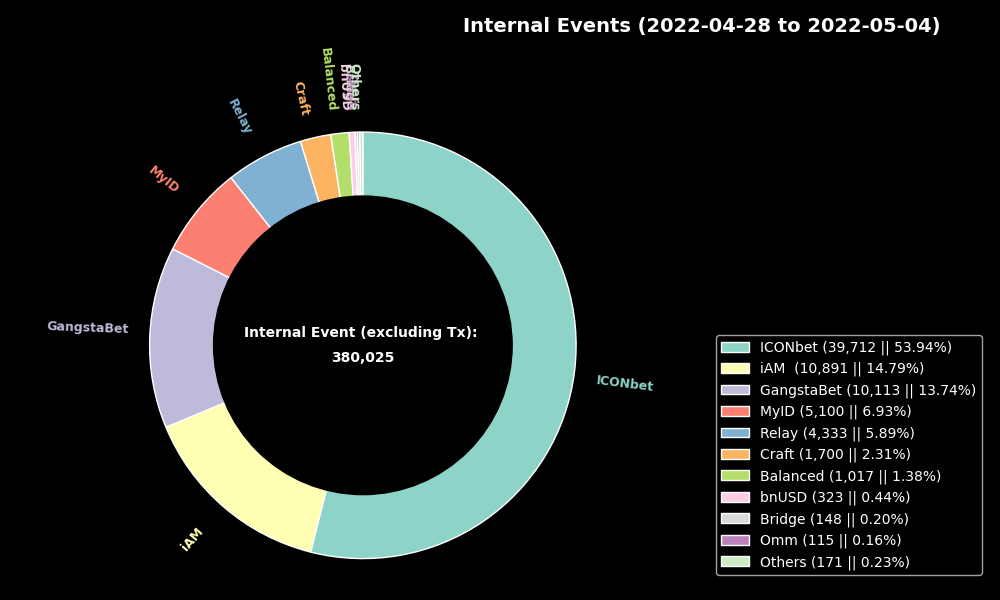 Internal Events (2022-04-28 to 2022-05-04)
Others
bnUSD
Balanced
Craft
Relay
MyID
GangstaBet
iAM
ICONbet
Internal Event (excluding Tx):
380,025
ICONbet (39,712 || 53.94%)
iAM  (10,891 || 14.79%)
GangstaBet (10,113 || 13.74%)
MyID (5,100 || 6.93%)
Relay (4,333 || 5.89%)
Craft (1,700 || 2.31%)
Balanced (1,017 || 1.38%)
bnUSD (323 || 0.44%)
Bridge (148 || 0.20%)
Omm (115 || 0.16%)
Others (171 || 0.23%)